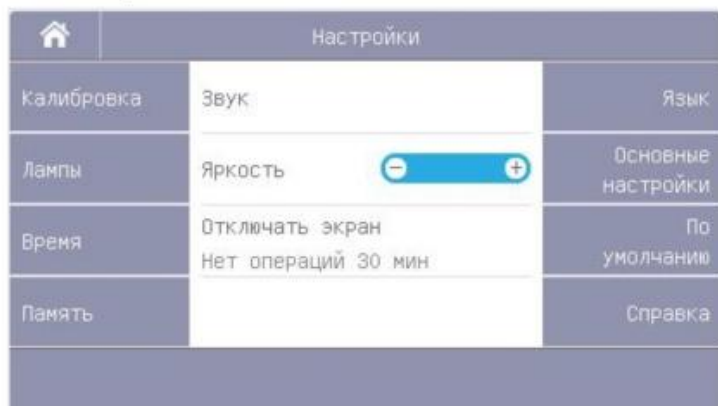 Настройки
Калибровка
Звук
Язык
Лампы
Яркость
Основные
настройки
Время
Отключать экран
Нет операций 30 мин
По
умолчанию
Память
Справка